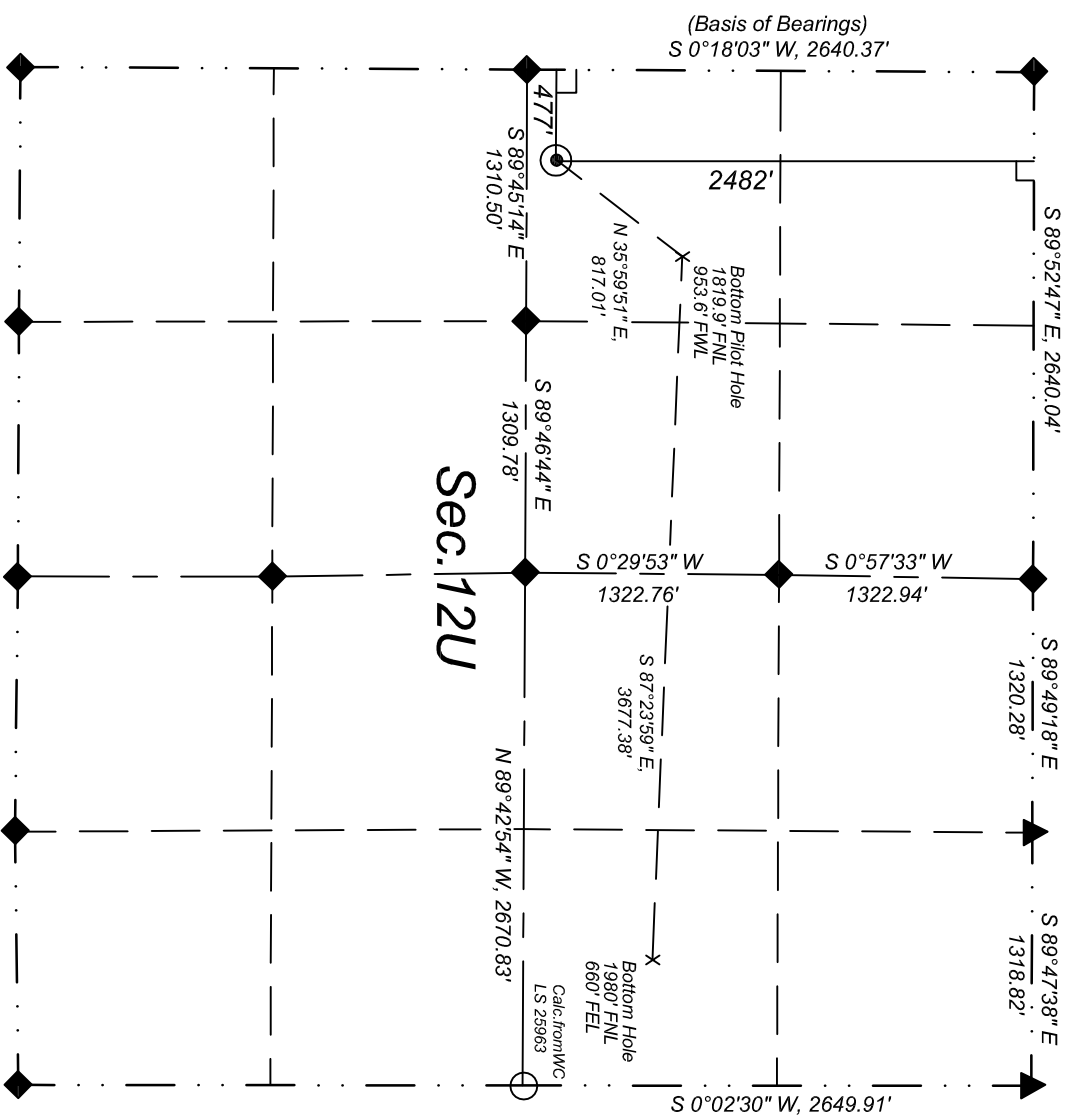 (Basis of Bearings)
S 0°18'03" W, 2640.37'
477'
S 89°45'14" E
1310.50'
2482'
S 89°52'47" E, 2640.04'
N 35°59'51" E,
817.01'
Bottom Pilot Hole
1819.9' FNL
953.6' FWL
S 89°46'44" E
1309.78'
Sec.12U
S 0°29'53" W
1322.76'
S 0°57'33" W
1322.94'
S 89°49'18" E
1320.28'
S 87°23'59" E,
3677.38'
N 89°42'54" W, 2670.83'
S 89°47'38" E
1318.82'
Bottom Hole
1980' FNL
660' FEL
Calc.fromWC
LS 25963
S 0°02'30" W, 2649.91'